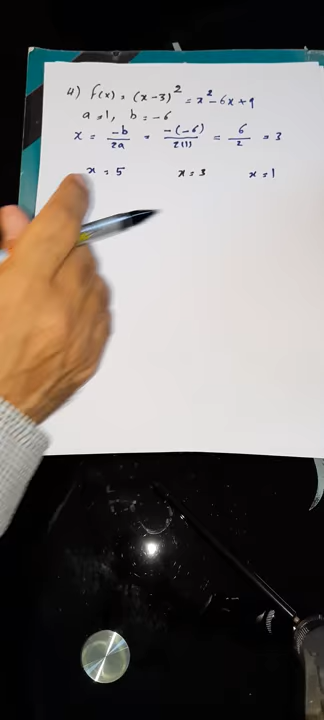 4) f(x) = (x-3)² = x² - 6x + 9
a = 1, b = -6
x = -b/2a = -(-6)/2(1) = 6/2 = 3
x = 5 x = 3 x = 1